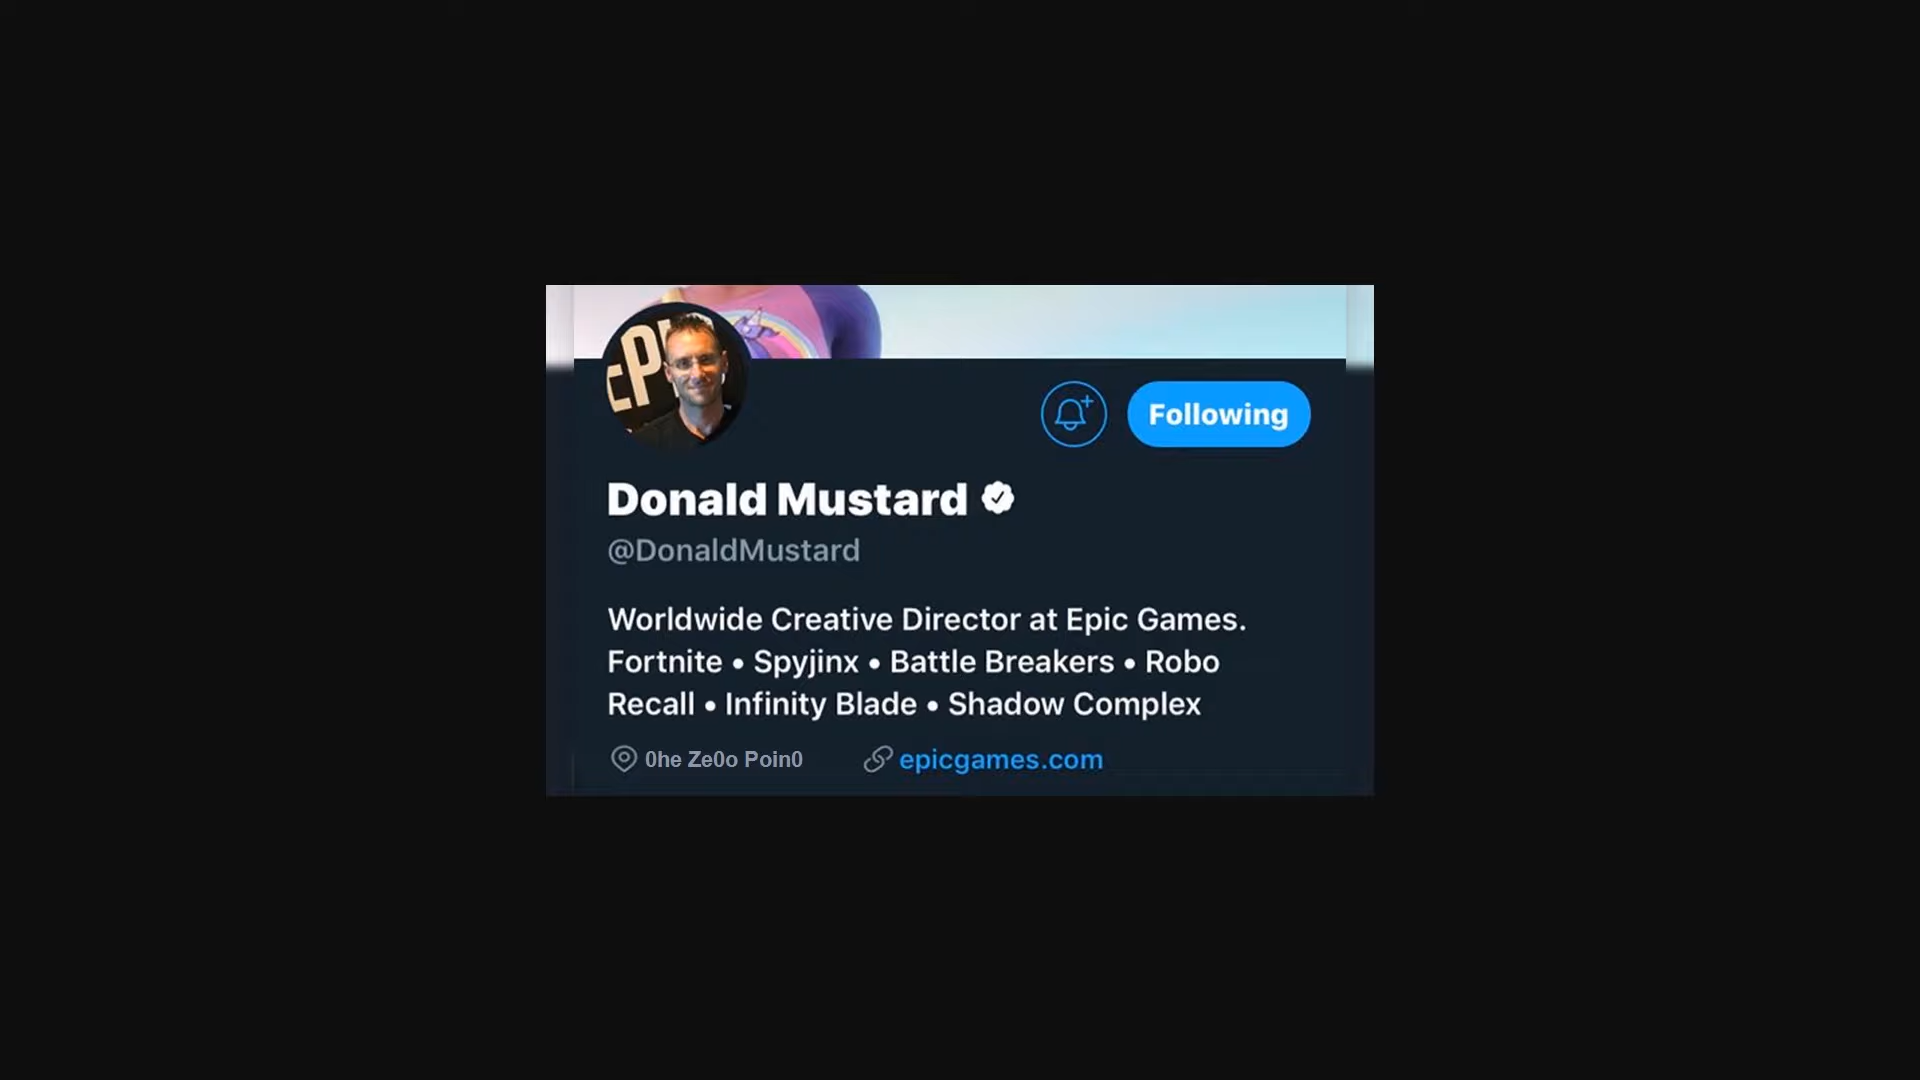 EPI
Following
Donald Mustard
@DonaldMustard
Worldwide Creative Director at Epic Games.
Fortnite • Spyjinx • Battle Breakers • Robo
Recall • Infinity Blade • Shadow Complex
0he Ze0o Poin0 epicgames.com